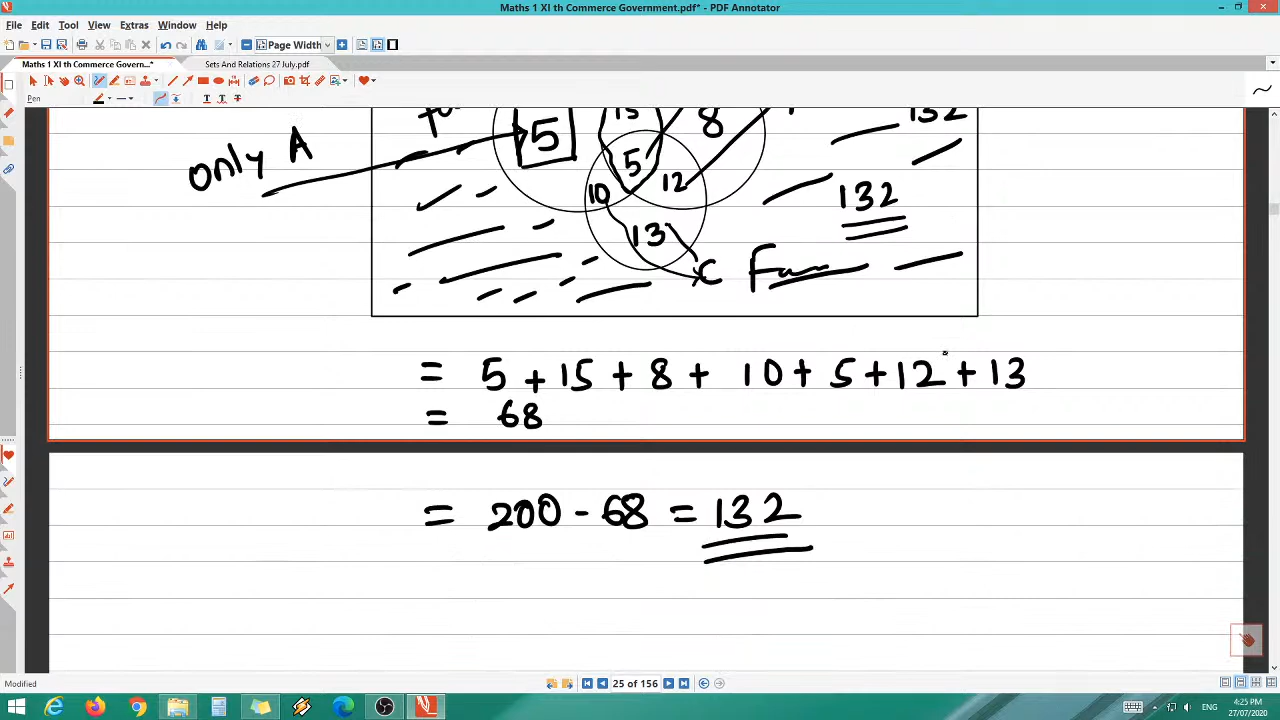 Maths 1 XI th Commerce Government.pdf* - PDF Annotator
File Edit Tool View Extras Window Help
Page Width
Maths 1 XI th Commerce Govern...* Sets And Relations 27 July.pdf
Pen
15 132
5 8
only A
5
10 12 132
13
C
= 5 + 15 + 8 + 10 + 5 + 12 + 13
= 68
= 200 - 68 = 132
Modified 25 of 156
ENG 4:25 PM
27/07/2020